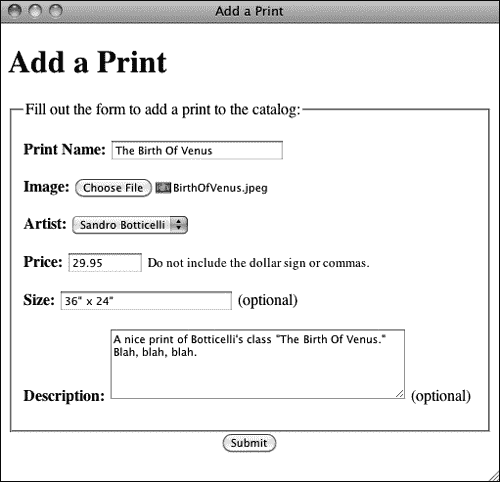 Add a Print
Add a Print
Fill out the form to add a print to the catalog:
Print Name: The Birth Of Venus
Image: Choose File BirthOfVenus.jpeg
Artist: Sandro Botticelli
Price: 29.95 Do not include the dollar sign or commas.
Size: 36" x 24" (optional)
A nice print of Botticelli's class "The Birth Of Venus."
Blah, blah, blah.
Description: (optional)
Submit